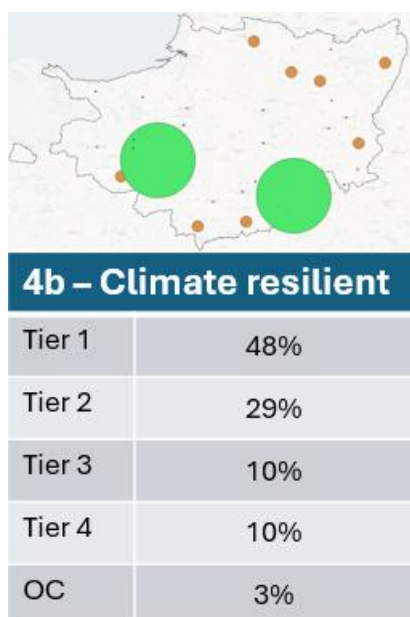 4b – Climate resilient
Tier 1 48%
Tier 2 29%
Tier 3 10%
Tier 4 10%
OC 3%